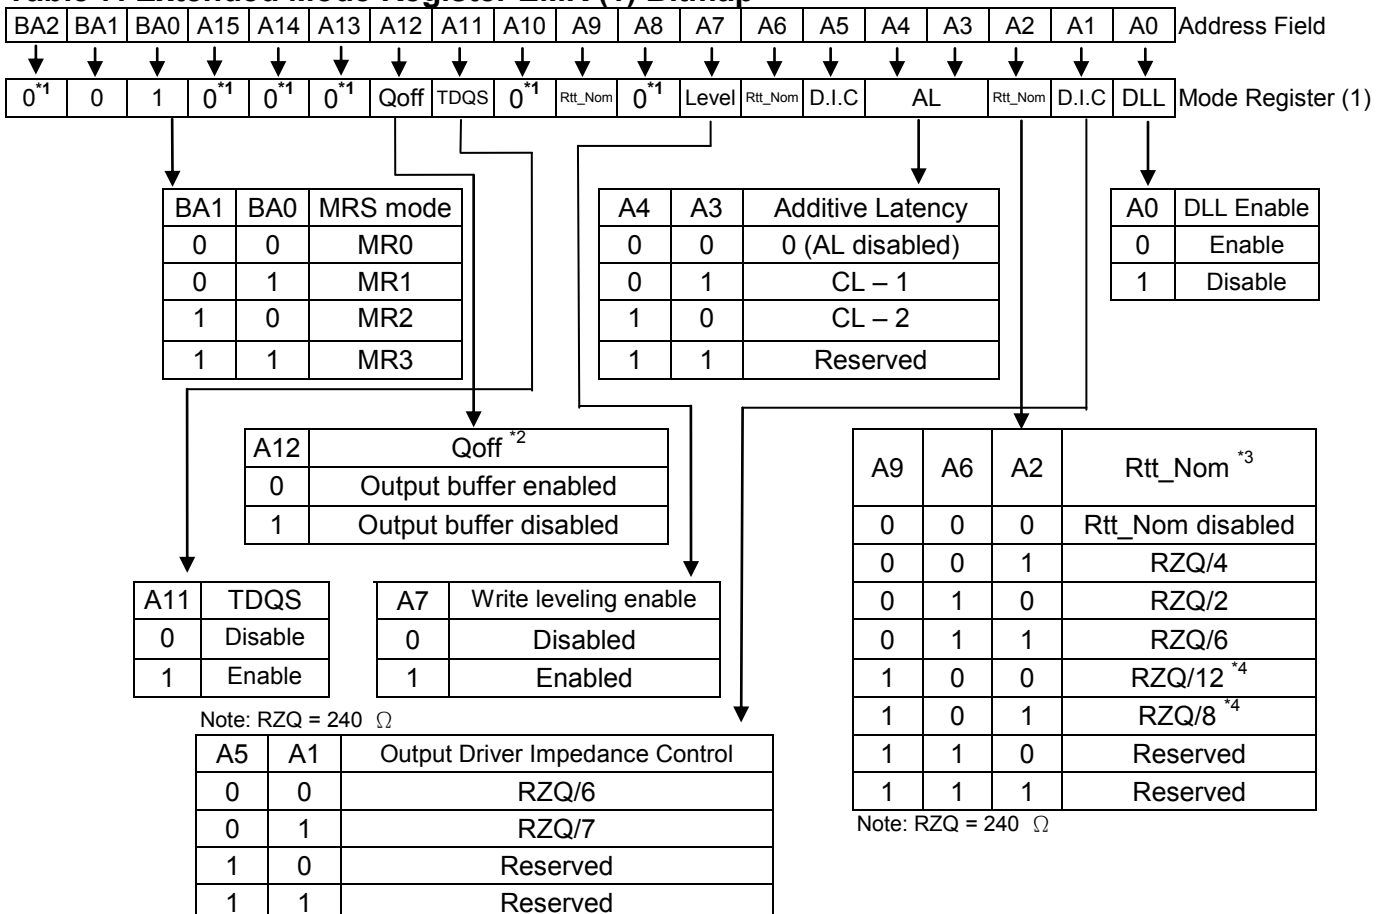 BA2 BA1 BA0 A15 A14 A13 A12 A11 A10 A9 A8 A7 A6 A5 A4 A3 A2 A1 A0 Address Field
0*1 0 1 0*1 0*1 0*1 Qoff TDQS 0*1 Rtt_Nom 0*1 Level Rtt_Nom D.I.C AL Rtt_Nom D.I.C DLL Mode Register (1)
BA1 BA0 MRS mode
0 0 MR0
0 1 MR1
1 0 MR2
1 1 MR3
A4 A3 Additive Latency
0 0 0 (AL disabled)
0 1 CL – 1
1 0 CL – 2
1 1 Reserved
A0 DLL Enable
0 Enable
1 Disable
A12 Qoff *2
0 Output buffer enabled
1 Output buffer disabled
A9 A6 A2 Rtt_Nom *3
0 0 0 Rtt_Nom disabled
0 0 1 RZQ/4
0 1 0 RZQ/2
0 1 1 RZQ/6
1 0 0 RZQ/12 *4
1 0 1 RZQ/8 *4
1 1 0 Reserved
1 1 1 Reserved
Note: RZQ = 240 Ω
A11 TDQS
0 Disable
1 Enable
A7 Write leveling enable
0 Disabled
1 Enabled
Note: RZQ = 240 Ω
A5 A1 Output Driver Impedance Control
0 0 RZQ/6
0 1 RZQ/7
1 0 Reserved
1 1 Reserved